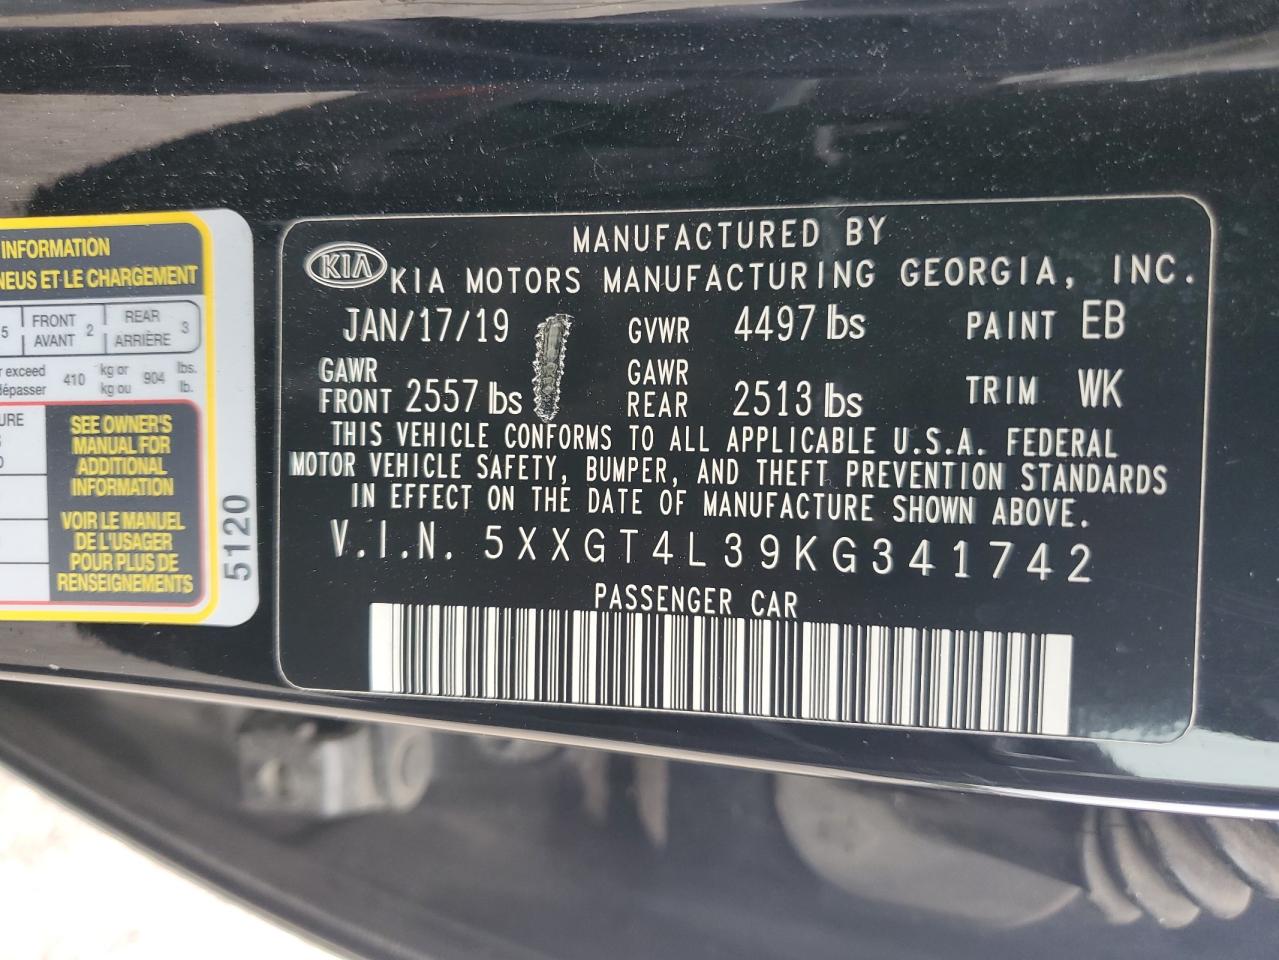 INFORMATION
NEUS ET LE CHARGEMENT
5 FRONT AVANT 2 REAR ARRIÈRE 3
exceed 410 kg or 904 lbs.
dépasser kg ou lb.
SEE OWNER'S
MANUAL FOR
ADDITIONAL
INFORMATION
VOIR LE MANUEL
DE L'USAGER
POUR PLUS DE
RENSEIGNEMENTS
5120
MANUFACTURED BY
KIA KIA MOTORS MANUFACTURING GEORGIA, INC.
JAN/17/19 GVWR 4497 lbs PAINT EB
GAWR FRONT 2557 lbs GAWR REAR 2513 lbs TRIM WK
THIS VEHICLE CONFORMS TO ALL APPLICABLE U.S.A. FEDERAL
MOTOR VEHICLE SAFETY, BUMPER, AND THEFT PREVENTION STANDARDS
IN EFFECT ON THE DATE OF MANUFACTURE SHOWN ABOVE.
V.I.N. 5XXGT4L39KG341742
PASSENGER CAR